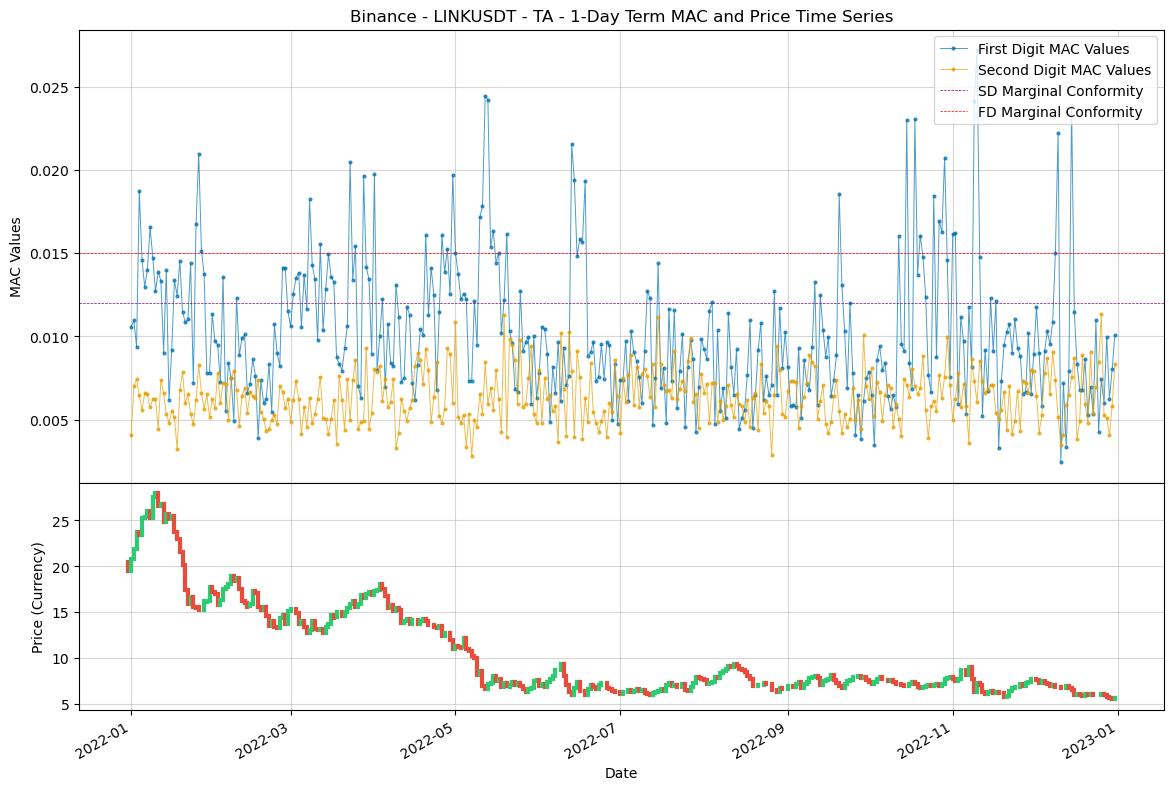 Binance - LINKUSDT - TA - 1-Day Term MAC and Price Time Series
First Digit MAC Values
Second Digit MAC Values
SD Marginal Conformity
FD Marginal Conformity
MAC Values
0.025
0.020
0.015
0.010
0.005
Price (Currency)
25
20
15
10
5
2022-01
2022-03
2022-05
2022-07
2022-09
2022-11
2023-01
Date